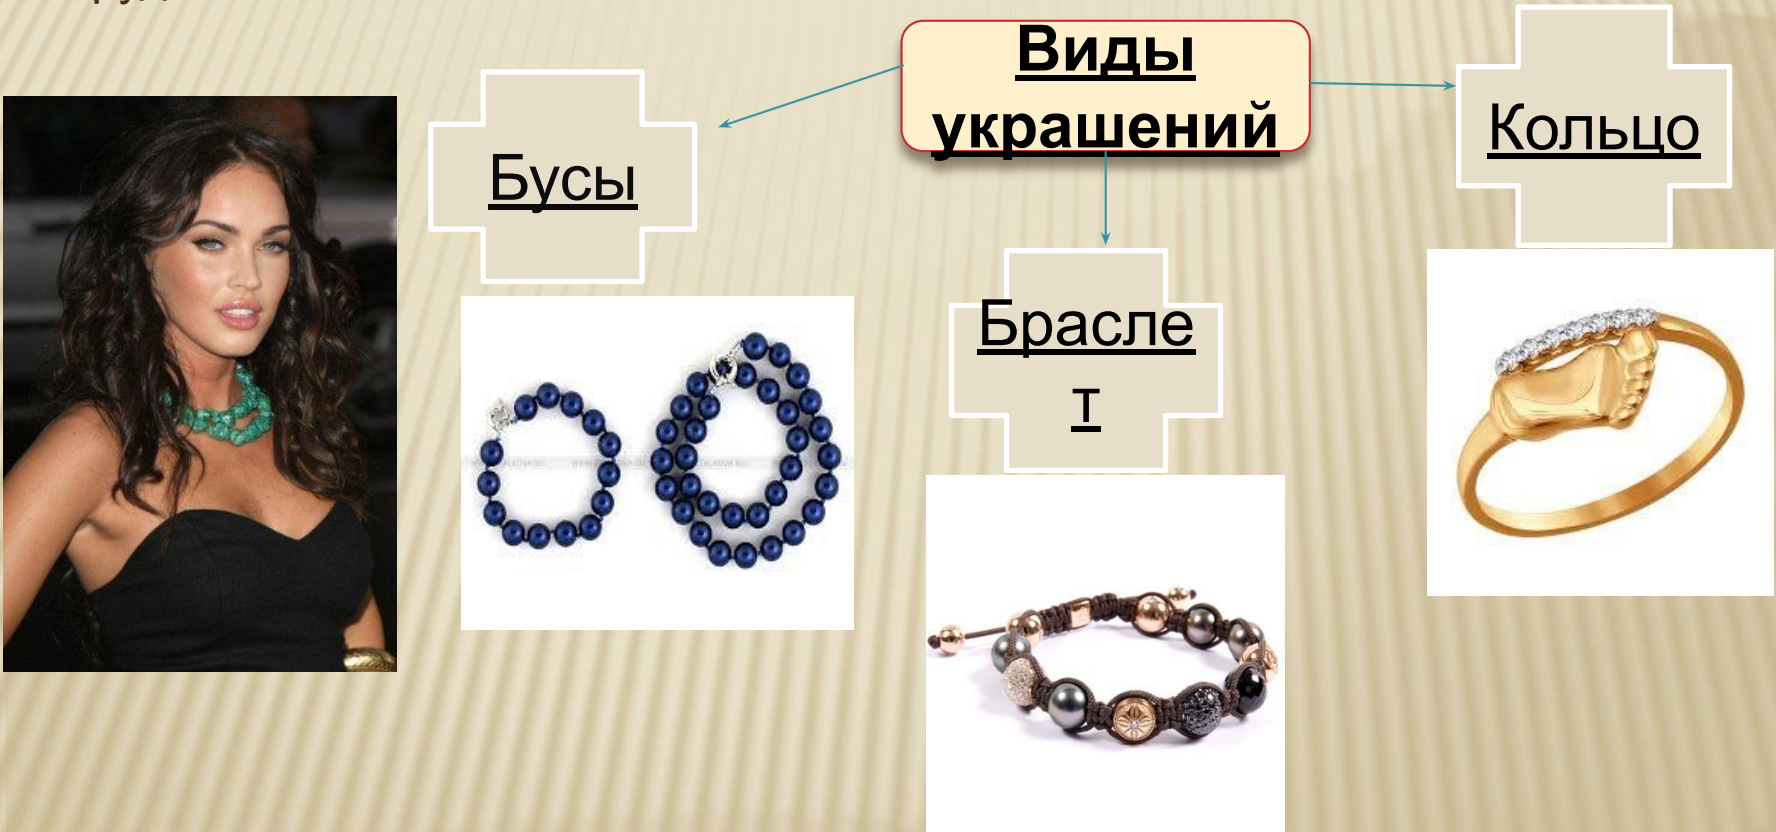 Виды
украшений
Бусы
Брасле
т
Кольцо